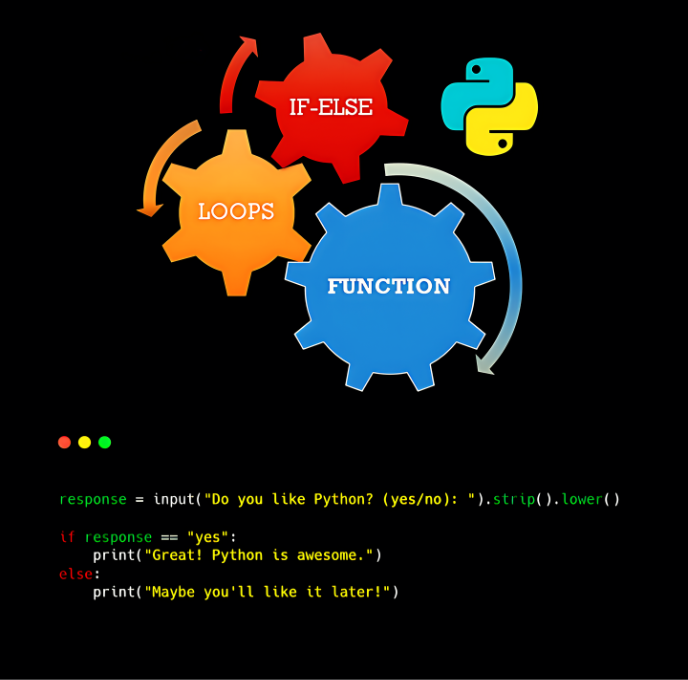 IF-ELSE
LOOPS
FUNCTION
response = input("Do you like Python? (yes/no): ").strip().lower()
if response == "yes":
    print("Great! Python is awesome.")
else:
    print("Maybe you'll like it later!")